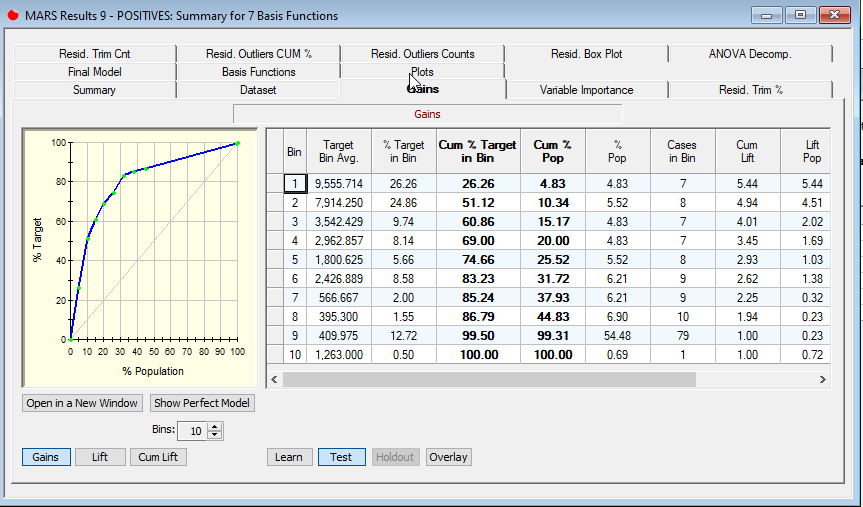 MARS Results 9 - POSITIVES: Summary for 7 Basis Functions
Resid. Trim Cnt Resid. Outliers CUM % Resid. Outliers Counts Resid. Box Plot ANOVA Decomp.
Final Model Basis Functions Plots
Summary Dataset Gains Variable Importance Resid. Trim %
Gains
% Target
100
80
60
40
20
0
0 10 20 30 40 50 60 70 80 90 100
% Population
Bin Target Bin Avg. % Target in Bin Cum % Target in Bin Cum % Pop % Pop Cases in Bin Cum Lift Lift Pop
1 9,555.714 26.26 26.26 4.83 4.83 7 5.44 5.44
2 7,914.250 24.86 51.12 10.34 5.52 8 4.94 4.51
3 3,542.429 9.74 60.86 15.17 4.83 7 4.01 2.02
4 2,962.857 8.14 69.00 20.00 4.83 7 3.45 1.69
5 1,800.625 5.66 74.66 25.52 5.52 8 2.93 1.03
6 2,426.889 8.58 83.23 31.72 6.21 9 2.62 1.38
7 566.667 2.00 85.24 37.93 6.21 9 2.25 0.32
8 395.300 1.55 86.79 44.83 6.90 10 1.94 0.23
9 409.975 12.72 99.50 99.31 54.48 79 1.00 0.23
10 1,263.000 0.50 100.00 100.00 0.69 1 1.00 0.72
Open in a New Window Show Perfect Model
Bins: 10
Gains Lift Cum Lift Learn Test Holdout Overlay